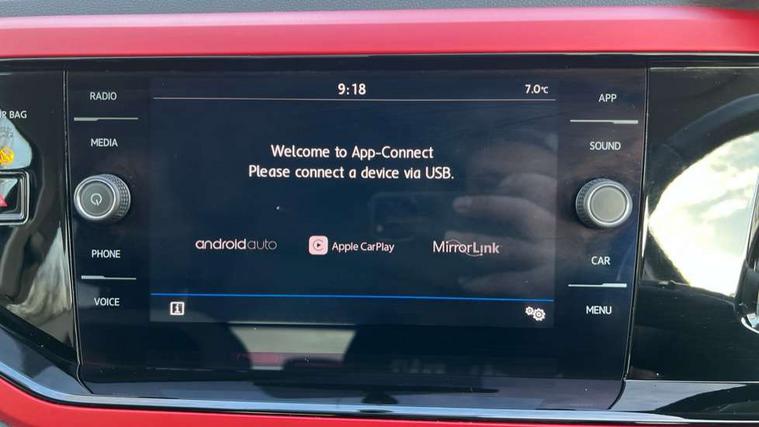 RADIO
MEDIA
PHONE
VOICE
9:18
7.0°C
Welcome to App-Connect
Please connect a device via USB.
androidauto
Apple CarPlay
MirrorLink
i
APP
SOUND
CAR
MENU
BAG